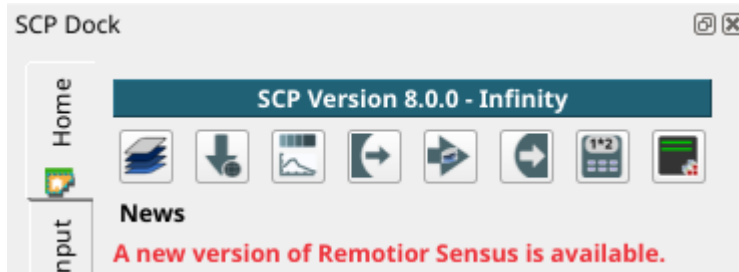 SCP Dock
Home
SCP Version 8.0.0 - Infinity
1*2
News
A new version of Remotior Sensus is available.